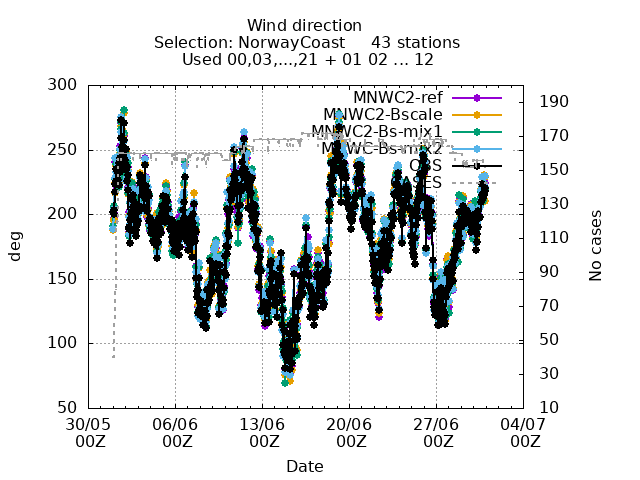 Wind direction
Selection: NorwayCoast 43 stations
Used 00,03,...,21 + 01 02 ... 12
300
250
200
150
100
50
deg
190
170
150
130
110
90
70
50
30
10
No cases
MNWC2-ref
MNWC2-Bscale
MNWC2-Bs-mix1
OBS
30/05 06/06 13/06 20/06 27/06 04/07
00Z 00Z 00Z 00Z 00Z 00Z
Date